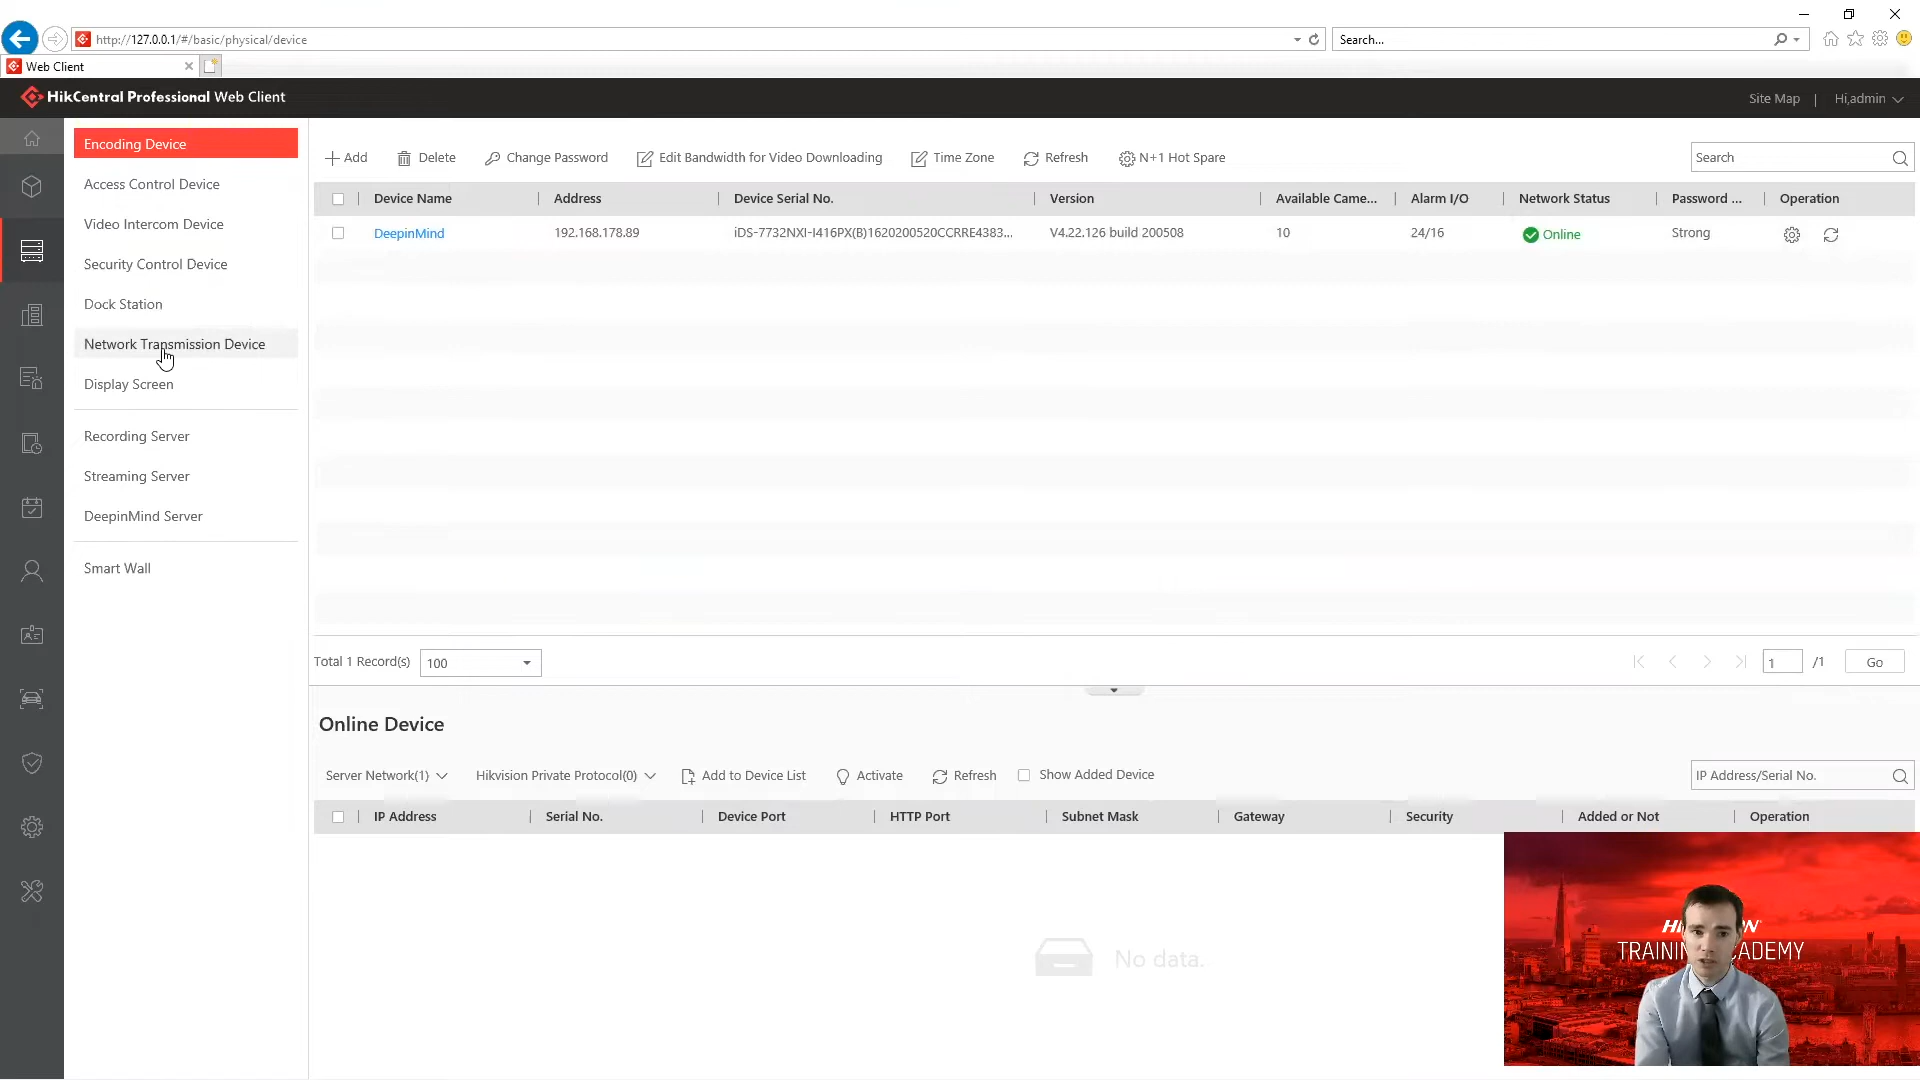 http://127.0.0.1/#/basic/physical/device
Search...
Web Client
HikCentral Professional Web Client
Site Map | Hi,admin
Encoding Device
Access Control Device
Video Intercom Device
Security Control Device
Dock Station
Network Transmission Device
Display Screen
Recording Server
Streaming Server
DeepinMind Server
Smart Wall
Add Delete Change Password Edit Bandwidth for Video Downloading Time Zone Refresh N+1 Hot Spare Search
Device Name Address Device Serial No. Version Available Came... Alarm I/O Network Status Password ... Operation
DeepinMind 192.168.178.89 iDS-7732NXI-I416PX(B)1620200520CCRRE4383... V4.22.126 build 200508 10 24/16 Online Strong
Total 1 Record(s) 100 1 /1 Go
Online Device
Server Network(1) Hikvision Private Protocol(0) Add to Device List Activate Refresh Show Added Device IP Address/Serial No.
IP Address Serial No. Device Port HTTP Port Subnet Mask Gateway Security Added or Not Operation
No data.